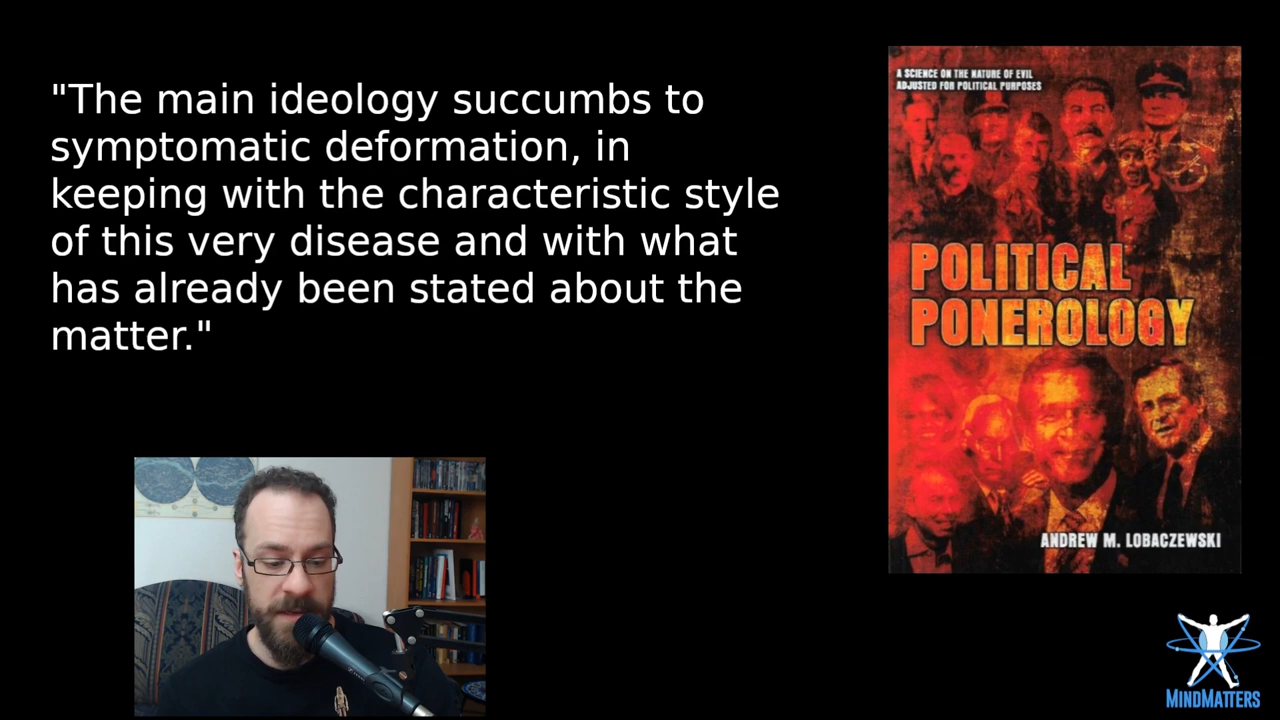 "The main ideology succumbs to
symptomatic deformation, in
keeping with the characteristic style
of this very disease and with what
has already been stated about the
matter."
A SCIENCE ON THE NATURE OF EVIL
ADJUSTED FOR POLITICAL PURPOSES
POLITICAL
PONEROLOGY
ANDREW M. LOBACZEWSKI
MINDMATTERS